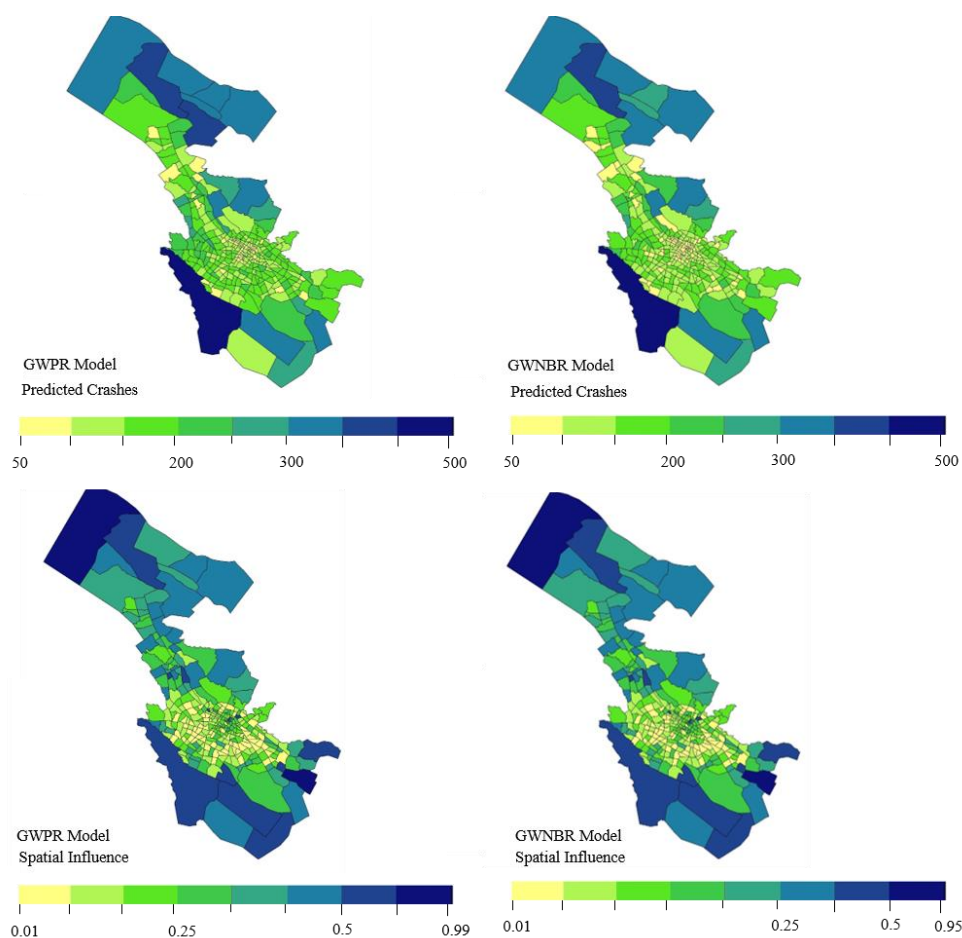 GWPR Model
Predicted Crashes
50 200 300 500
GWNBR Model
Predicted Crashes
50 200 300 500
GWPR Model
Spatial Influence
0.01 0.25 0.5 0.99
GWNBR Model
Spatial Influence
0.01 0.25 0.5 0.95